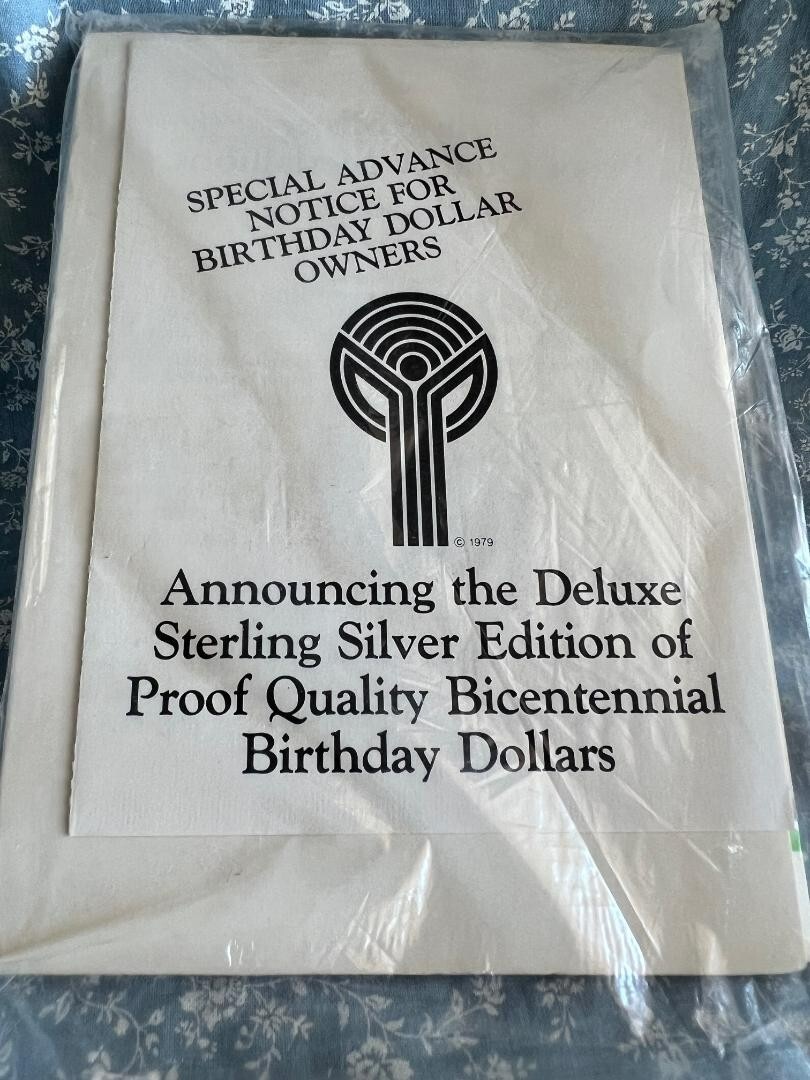 SPECIAL ADVANCE
NOTICE FOR
BIRTHDAY DOLLAR
OWNERS
© 1979
Announcing the Deluxe
Sterling Silver Edition of
Proof Quality Bicentennial
Birthday Dollars